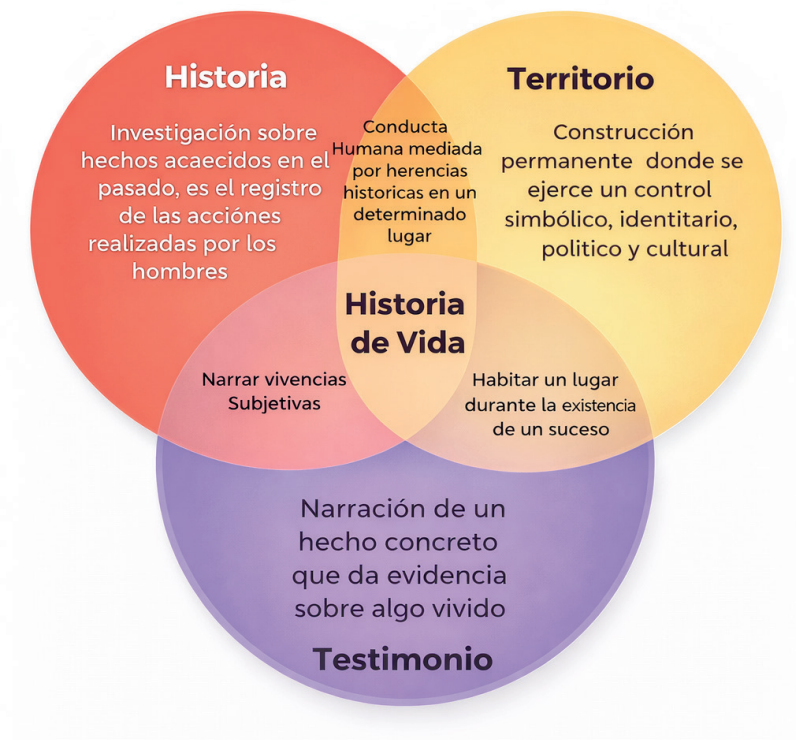 Historia
Investigación sobre
hechos acaecidos en el
pasado, es el registro
de las acciónes
realizadas por los
hombres
Conducta
Humana mediada
por herencias
historicas en un
determinado
lugar
Territorio
Construcción
permanente donde se
ejerce un control
simbólico, identitario,
politico y cultural
Historia
de Vida
Narrar vivencias
Subjetivas
Habitar un lugar
durante la existencia
de un suceso
Narración de un
hecho concreto
que da evidencia
sobre algo vivido
Testimonio